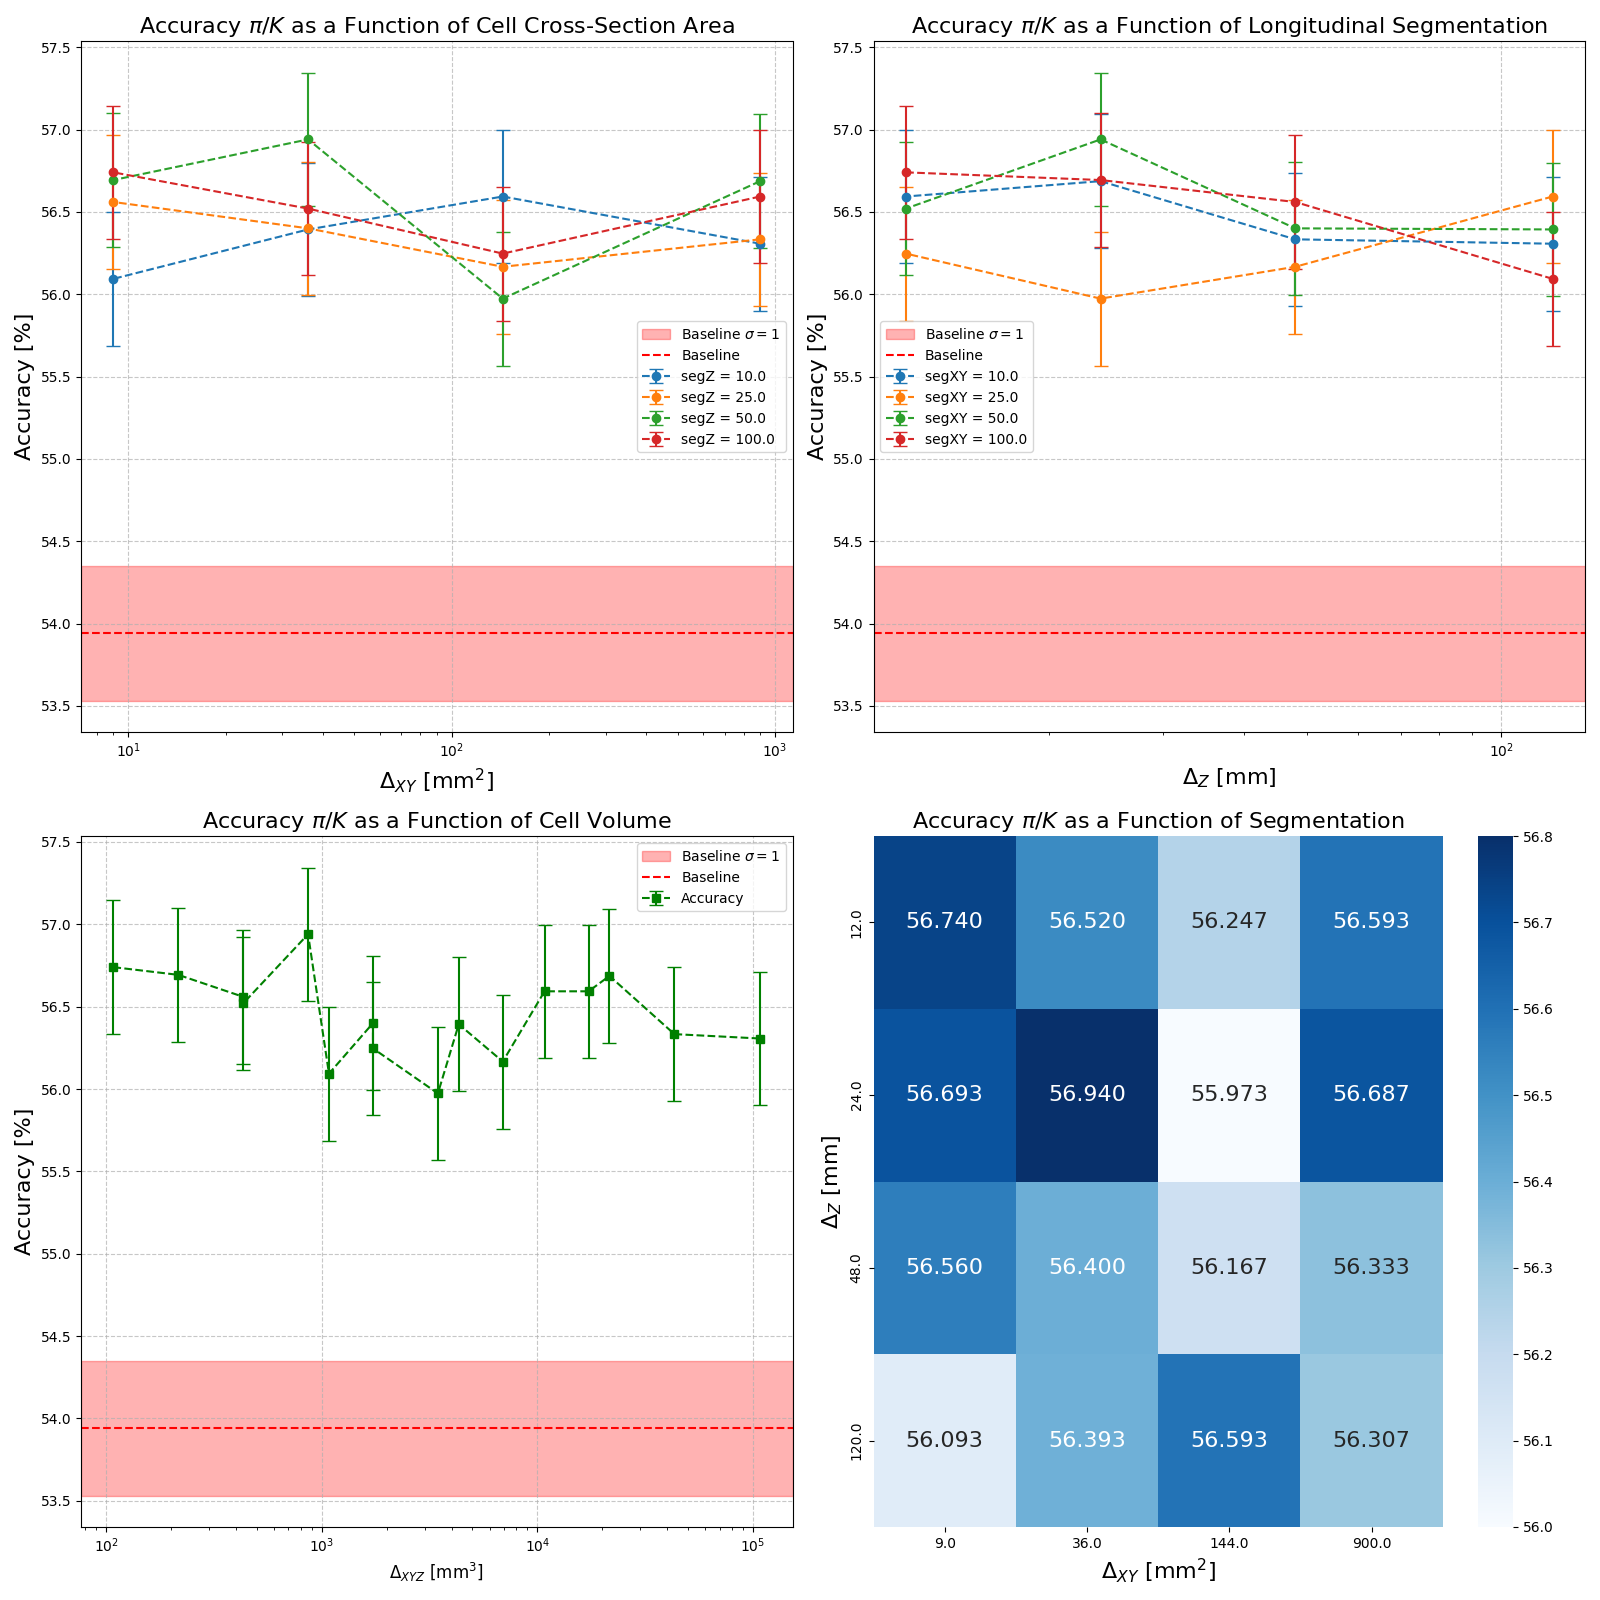 Accuracy π/K as a Function of Cell Cross-Section Area
57.5
57.0
56.5
56.0
55.5
55.0
54.5
54.0
53.5
Accuracy [%]
Baseline σ = 1
Baseline
segZ = 10.0
segZ = 25.0
segZ = 50.0
segZ = 100.0
10¹ 10² 10³
Δ_XY [mm²]
Accuracy π/K as a Function of Longitudinal Segmentation
57.5
57.0
56.5
56.0
55.5
55.0
54.5
54.0
53.5
Accuracy [%]
Baseline σ = 1
Baseline
segXY = 10.0
segXY = 25.0
segXY = 50.0
segXY = 100.0
10²
Δ_Z [mm]
Accuracy π/K as a Function of Cell Volume
57.5
57.0
56.5
56.0
55.5
55.0
54.5
54.0
53.5
Accuracy [%]
Baseline σ = 1
Baseline
Accuracy
10² 10³ 10⁴ 10⁵
Δ_XYZ [mm³]
Accuracy π/K as a Function of Segmentation
12.0 56.740 56.520 56.247 56.593
24.0 56.693 56.940 55.973 56.687
48.0 56.560 56.400 56.167 56.333
120.0 56.093 56.393 56.593 56.307
Δ_Z [mm]
9.0 36.0 144.0 900.0
Δ_XY [mm²]
56.8
56.7
56.6
56.5
56.4
56.3
56.2
56.1
56.0